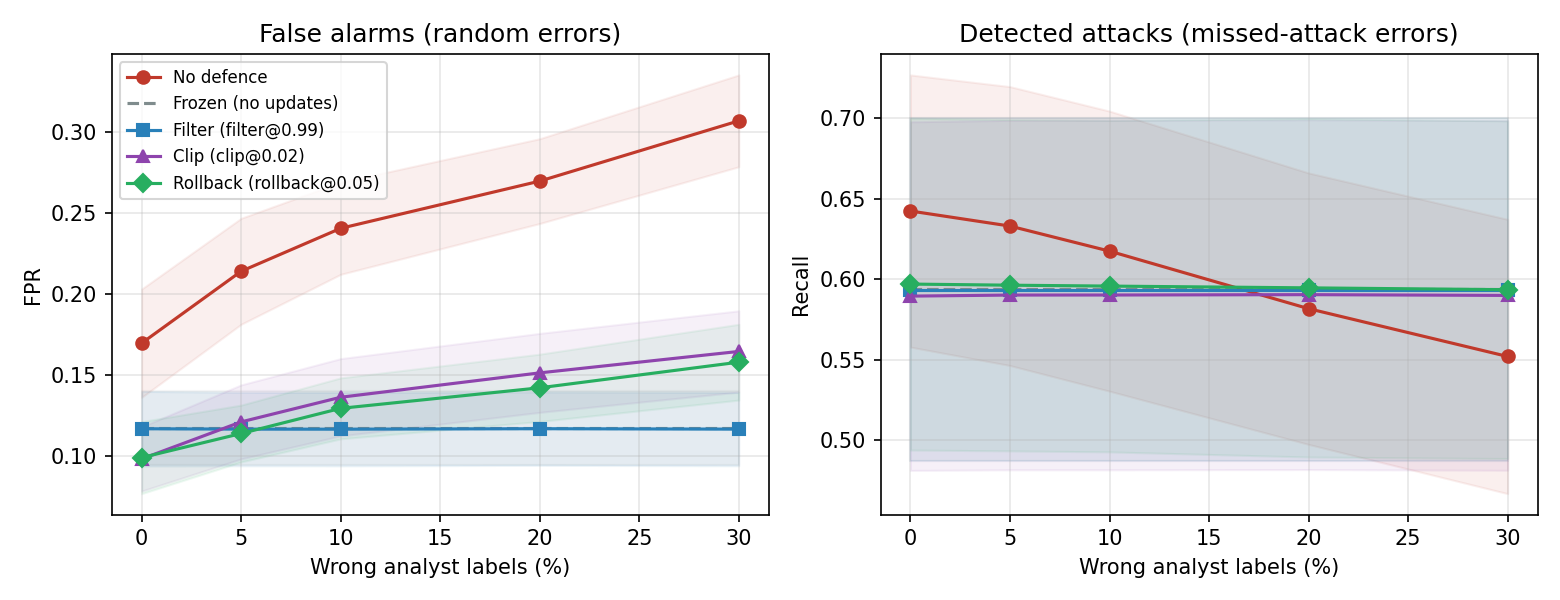 False alarms (random errors)
No defence
Frozen (no updates)
Filter (filter@0.99)
Clip (clip@0.02)
Rollback (rollback@0.05)
FPR
0.30
0.25
0.20
0.15
0.10
0 5 10 15 20 25 30
Wrong analyst labels (%)
Detected attacks (missed-attack errors)
Recall
0.70
0.65
0.60
0.55
0.50
0 5 10 15 20 25 30
Wrong analyst labels (%)